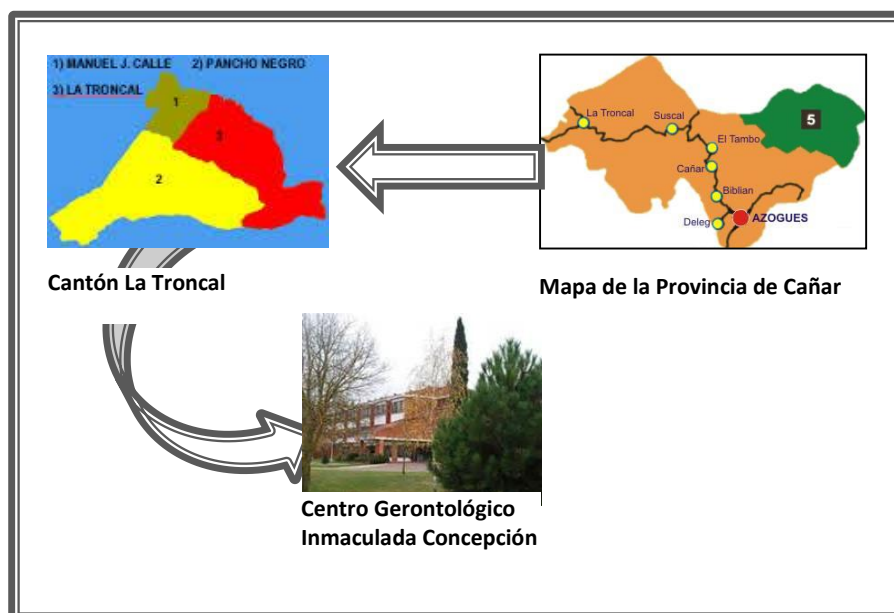 1) MANUEL J. CALLE 2) PANCHO NEGRO
3) LA TRONCAL
1
3
2
La Troncal
Suscal
El Tambo
5
Cañar
Biblian
Deleg
AZOGUES
Cantón La Troncal
Mapa de la Provincia de Cañar
Centro Gerontológico
Inmaculada Concepción